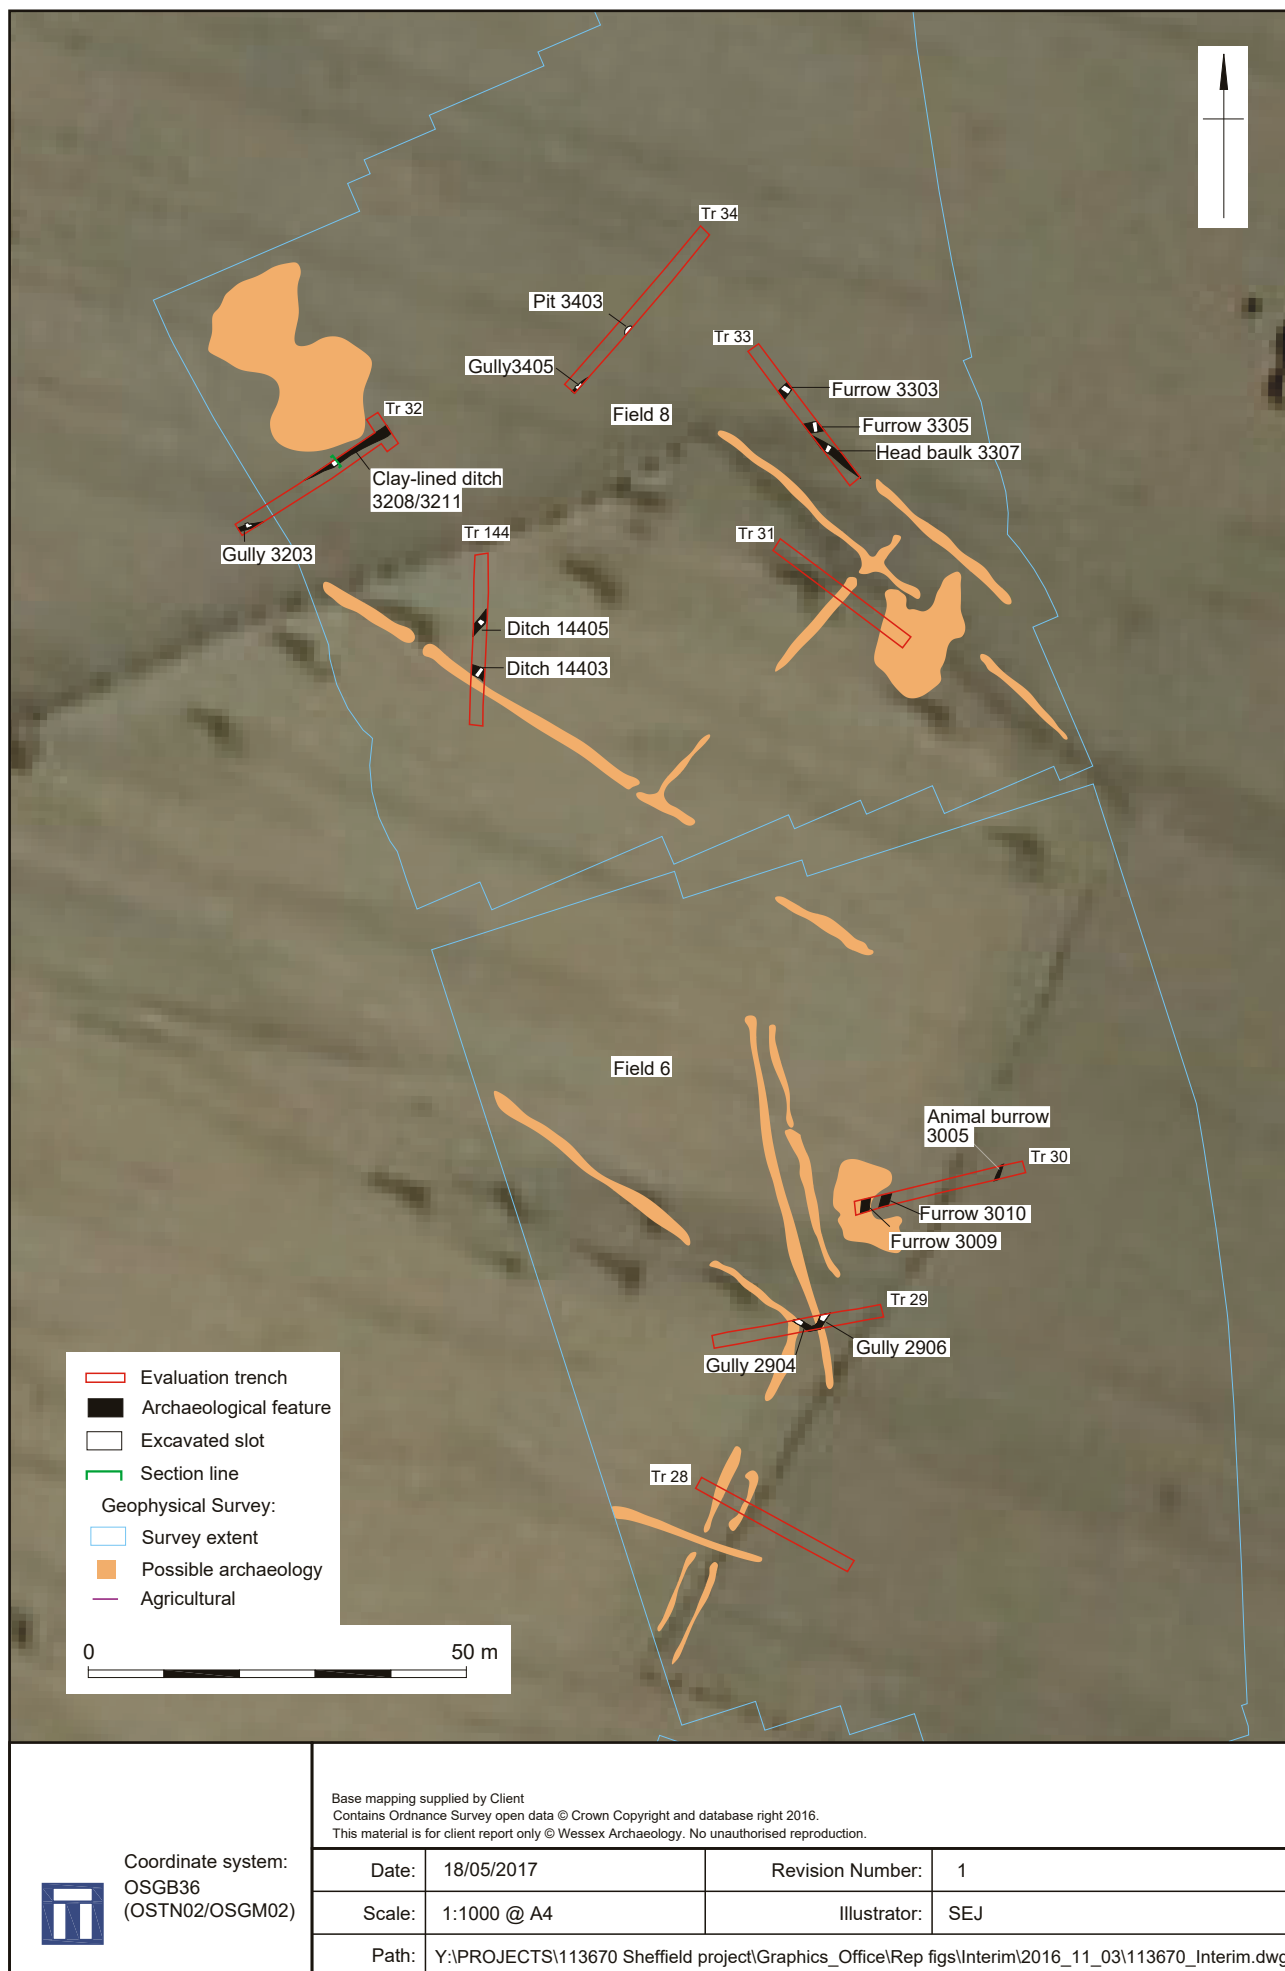 Tr 34
Pit 3403
Tr 33
Gully3405
Furrow 3303
Field 8
Tr 32
Furrow 3305
Head baulk 3307
Clay-lined ditch
3208/3211
Tr 144
Tr 31
Gully 3203
Ditch 14405
Ditch 14403
Field 6
Animal burrow
3005
Tr 30
Furrow 3010
Furrow 3009
Tr 29
Gully 2906
Gully 2904
Tr 28
Evaluation trench
Archaeological feature
Excavated slot
Section line
Geophysical Survey:
Survey extent
Possible archaeology
Agricultural
0 50 m
Base mapping supplied by Client
Contains Ordnance Survey open data © Crown Copyright and database right 2016.
This material is for client report only © Wessex Archaeology. No unauthorised reproduction.
Coordinate system:
OSGB36
(OSTN02/OSGM02)
Date: 18/05/2017 Revision Number: 1
Scale: 1:1000 @ A4 Illustrator: SEJ
Path: Y:\PROJECTS\113670 Sheffield project\Graphics_Office\Rep figs\Interim\2016_11_03\113670_Interim.dwg